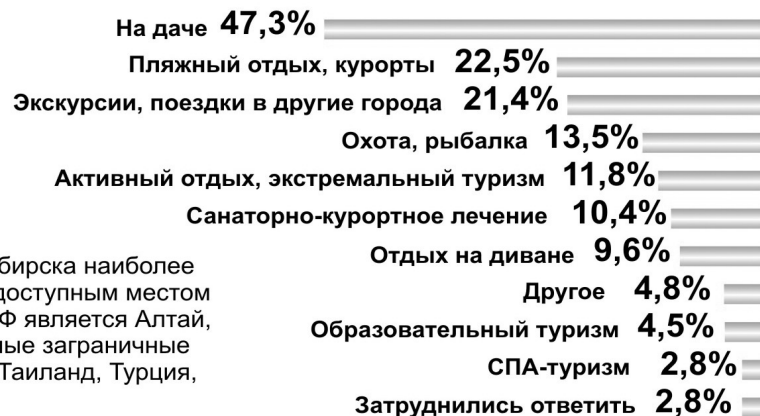 На даче 47,3%
Пляжный отдых, курорты 22,5%
Экскурсии, поездки в другие города 21,4%
Охота, рыбалка 13,5%
Активный отдых, экстремальный туризм 11,8%
Санаторно-курортное лечение 10,4%
Отдых на диване 9,6%
Другое 4,8%
Образовательный туризм 4,5%
СПА-туризм 2,8%
Затруднились ответить 2,8%
бирска наиболее
доступным местом
Ф является Алтай,
ные заграничные
Таиланд, Турция,